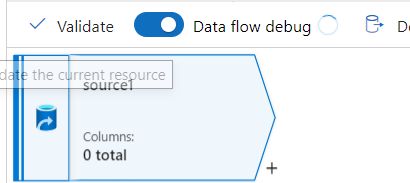 Validate
Data flow debug
date the current resource
source1
Columns:
0 total